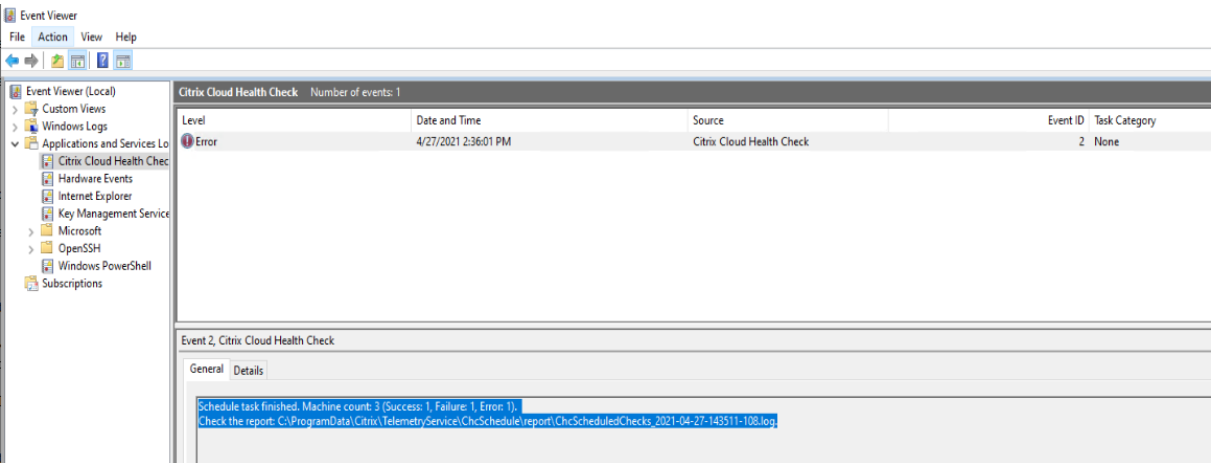 Event Viewer
File Action View Help
Event Viewer (Local)
Custom Views
Windows Logs
Applications and Services Lo
Citrix Cloud Health Chec
Hardware Events
Internet Explorer
Key Management Service
Microsoft
OpenSSH
Windows PowerShell
Subscriptions
Citrix Cloud Health Check Number of events: 1
Level Date and Time Source Event ID Task Category
Error 4/27/2021 2:36:01 PM Citrix Cloud Health Check 2 None
Event 2, Citrix Cloud Health Check
General Details
Schedule task finished. Machine count: 3 (Success: 1, Failure: 1, Error: 1).
Check the report: C:\ProgramData\Citrix\TelemetryService\ChcSchedule\report\ChcScheduledChecks_2021-04-27-143511-108.log.